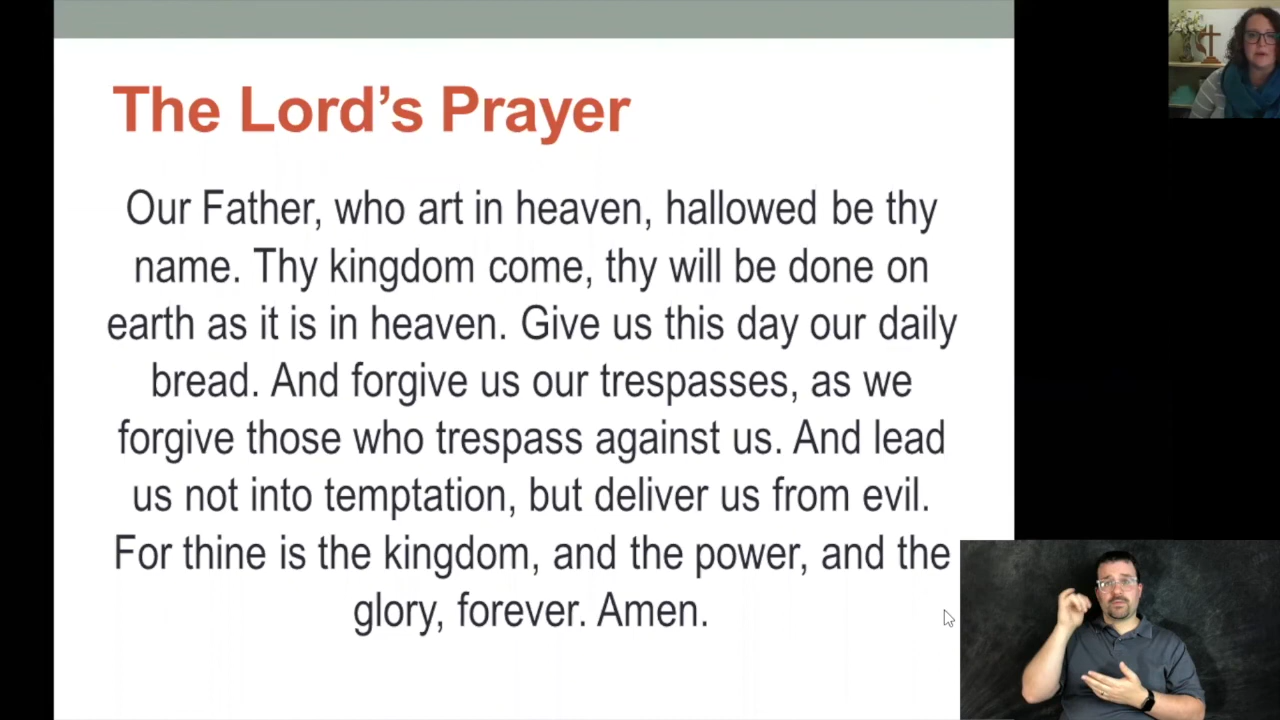 The Lord’s Prayer
Our Father, who art in heaven, hallowed be thy
name. Thy kingdom come, thy will be done on
earth as it is in heaven. Give us this day our daily
bread. And forgive us our trespasses, as we
forgive those who trespass against us. And lead
us not into temptation, but deliver us from evil.
For thine is the kingdom, and the power, and the
glory, forever. Amen.